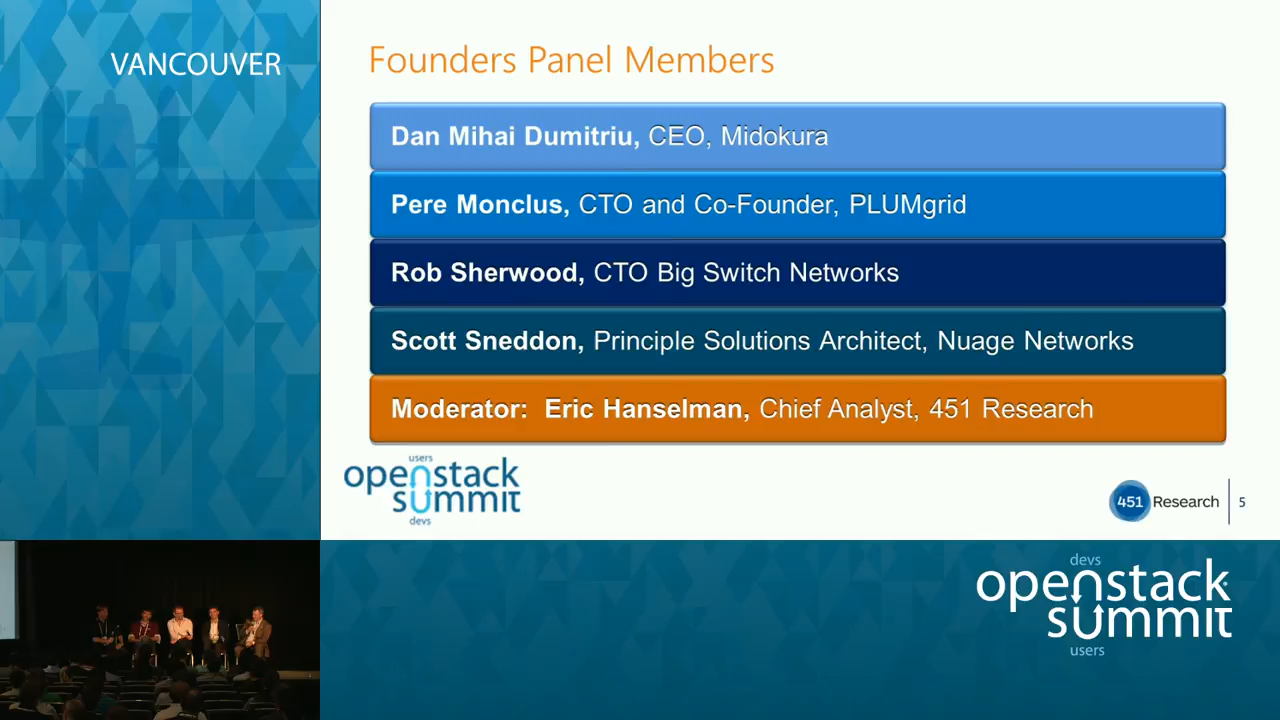 VANCOUVER
Founders Panel Members
Dan Mihai Dumitriu, CEO, Midokura
Pere Monclus, CTO and Co-Founder, PLUMgrid
Rob Sherwood, CTO Big Switch Networks
Scott Sneddon, Principle Solutions Architect, Nuage Networks
Moderator: Eric Hanselman, Chief Analyst, 451 Research
users
openstack
summit
devs
451 Research
5
devs
openstack
summit
users